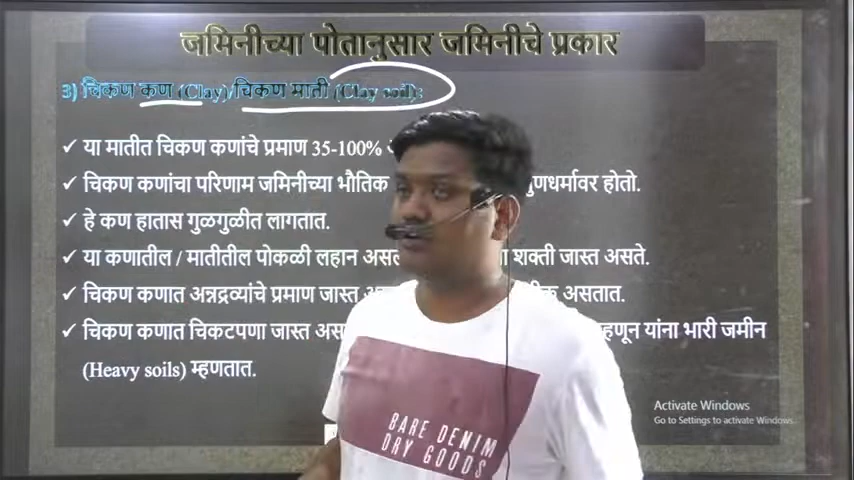 जमिनीच्या पोतानुसार जमिनीचे प्रकार
3) चिकण कण (Clay)/चिकण माती (Clay soil):
✓ या मातीत चिकण कणांचे प्रमाण 35-100%
✓ चिकण कणांचा परिणाम जमिनीच्या भौतिक गुणधर्मावर होतो.
✓ हे कण हातास गुळगुळीत लागतात.
✓ या कणातील / मातीतील पोकळी लहान शक्ती जास्त असते.
✓ चिकण कणात अन्नद्रव्यांचे प्रमाण जास्त असतात.
✓ चिकण कणात चिकटपणा जास्त म्हणून यांना भारी जमीन
(Heavy soils) म्हणतात.
BARE DENIM
DRY GOODS
Activate Windows
Go to Settings to activate Windows.